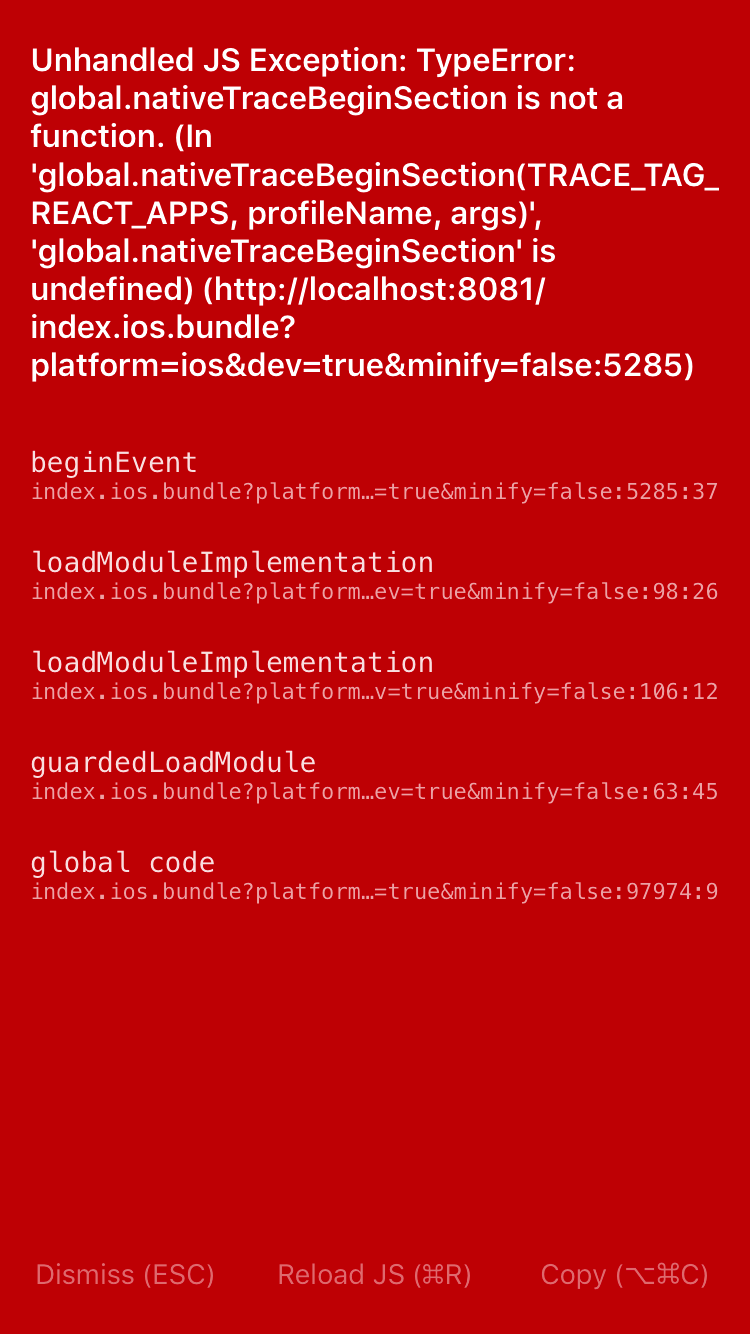 Unhandled JS Exception: TypeError:
global.nativeTraceBeginSection is not a
function. (In
'global.nativeTraceBeginSection(TRACE_TAG_
REACT_APPS, profileName, args)',
'global.nativeTraceBeginSection' is
undefined) (http://localhost:8081/
index.ios.bundle?
platform=ios&dev=true&minify=false:5285)
beginEvent
index.ios.bundle?platform…=true&minify=false:5285:37
loadModuleImplementation
index.ios.bundle?platform…ev=true&minify=false:98:26
loadModuleImplementation
index.ios.bundle?platform…v=true&minify=false:106:12
guardedLoadModule
index.ios.bundle?platform…ev=true&minify=false:63:45
global code
index.ios.bundle?platform…=true&minify=false:97974:9
Dismiss (ESC) Reload JS (⌘R) Copy (⌥⌘C)